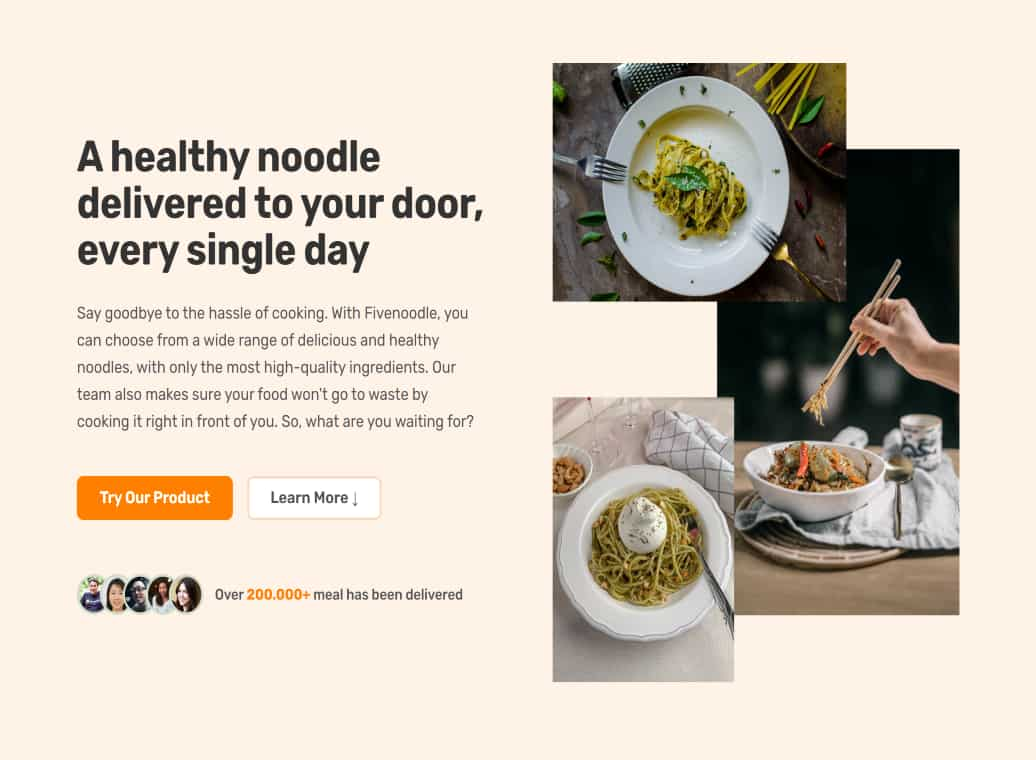 A healthy noodle
delivered to your door,
every single day
Say goodbye to the hassle of cooking. With Fivenoodle, you
can choose from a wide range of delicious and healthy
noodles, with only the most high-quality ingredients. Our
team also makes sure your food won't go to waste by
cooking it right in front of you. So, what are you waiting for?
Try Our Product
Learn More ↓
Over 200.000+ meal has been delivered